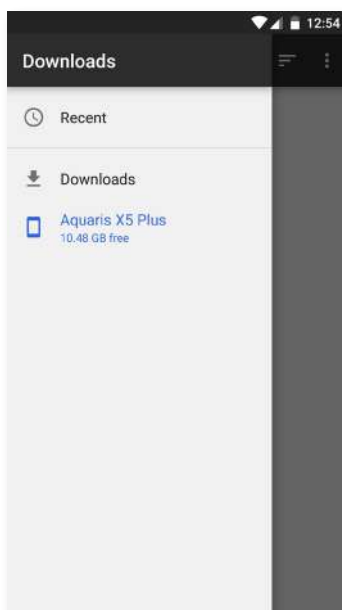 12:54
Downloads
Recent
Downloads
Aquaris X5 Plus
10.48 GB free